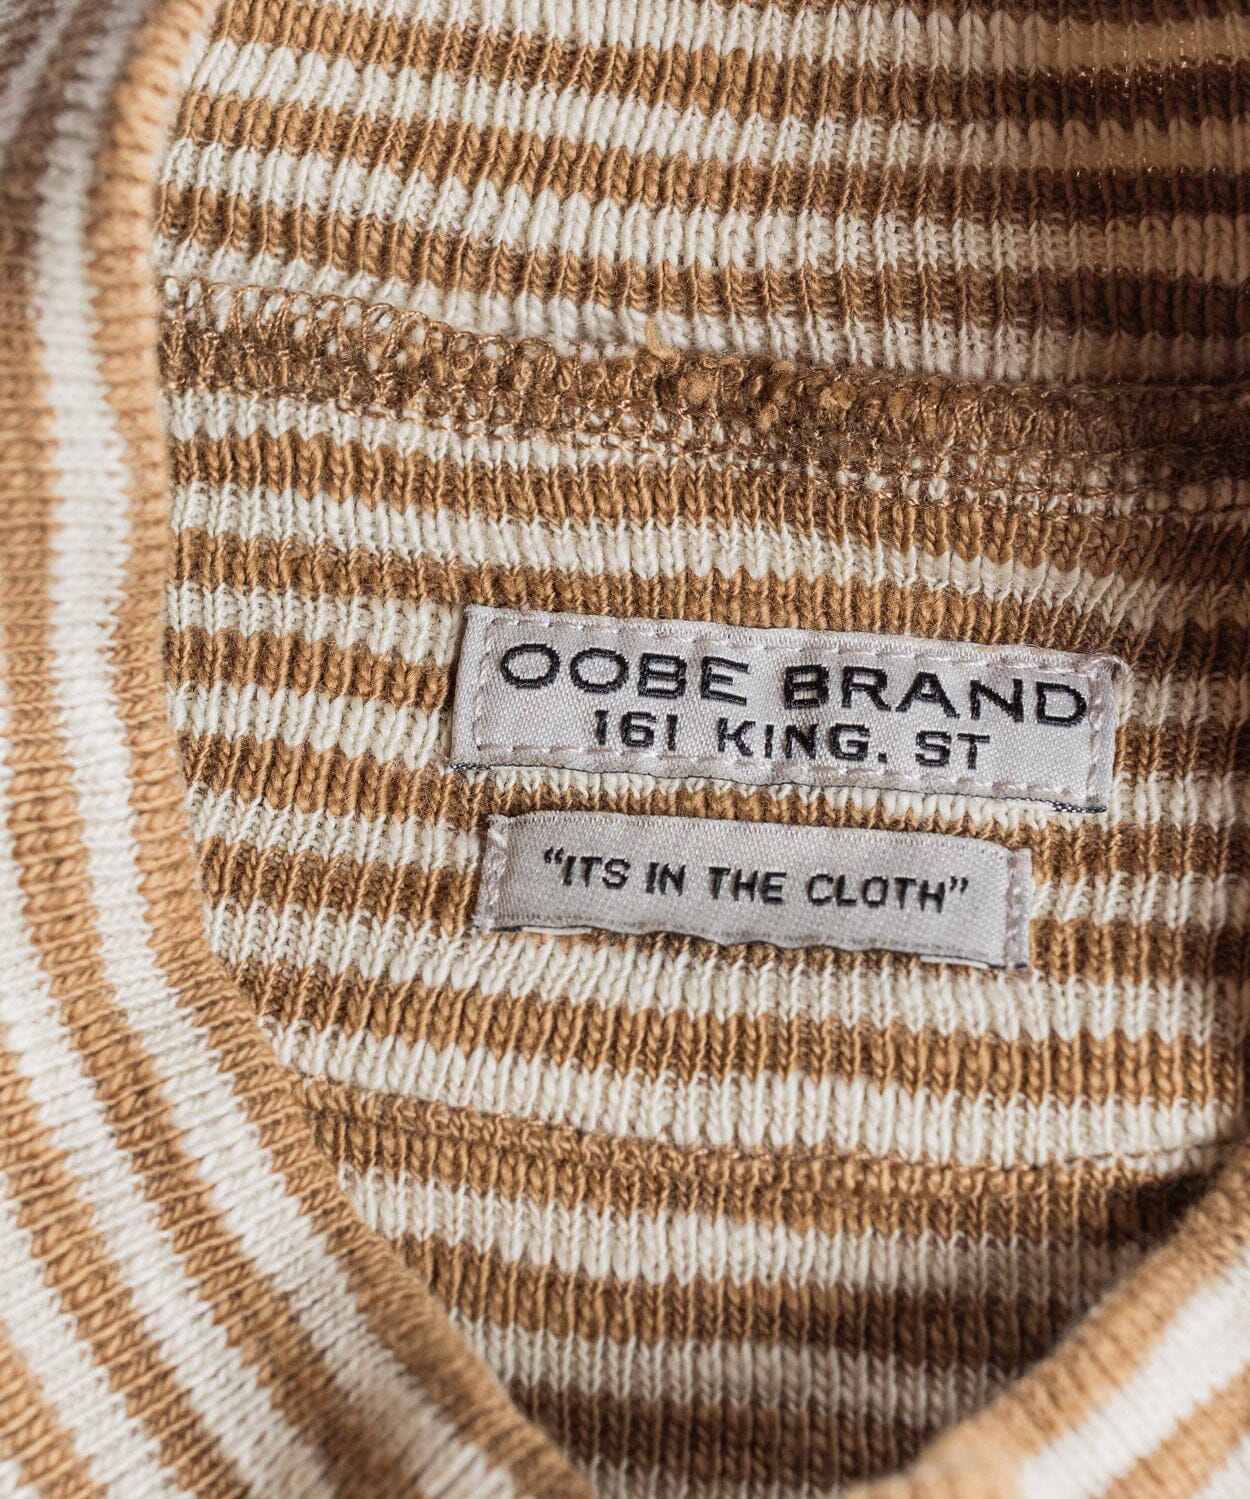 OOBE BRAND
161 KING. ST
“ITS IN THE CLOTH”